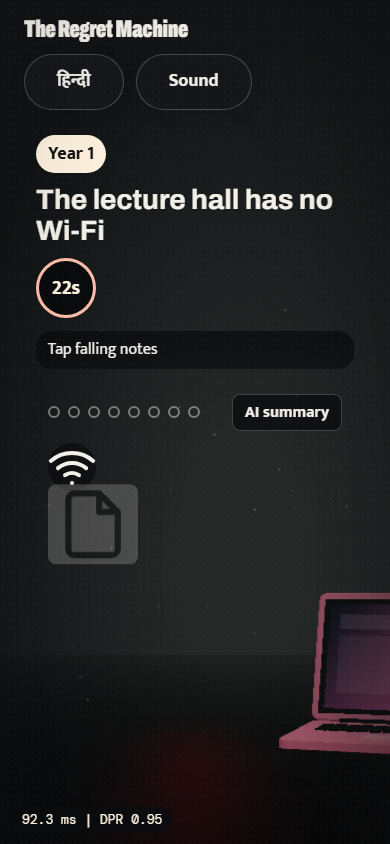 The Regret Machine
हिन्दी
Sound
Year 1
The lecture hall has no
Wi-Fi
22s
Tap falling notes
AI summary
92.3 ms | DPR 0.95